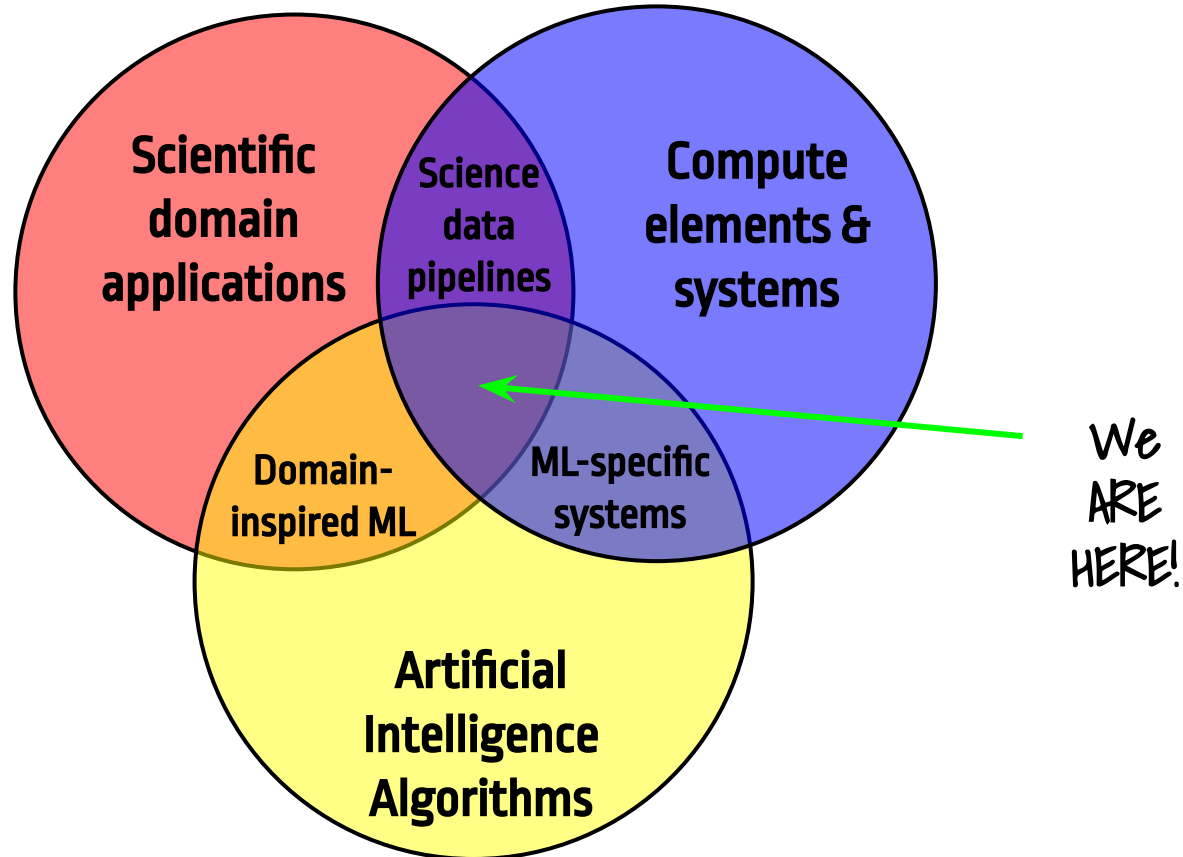 Scientific
domain
applications
Science
data
pipelines
Compute
elements &
systems
Domain-
inspired ML
ML-specific
systems
We
ARE
HERE!
Artificial
Intelligence
Algorithms